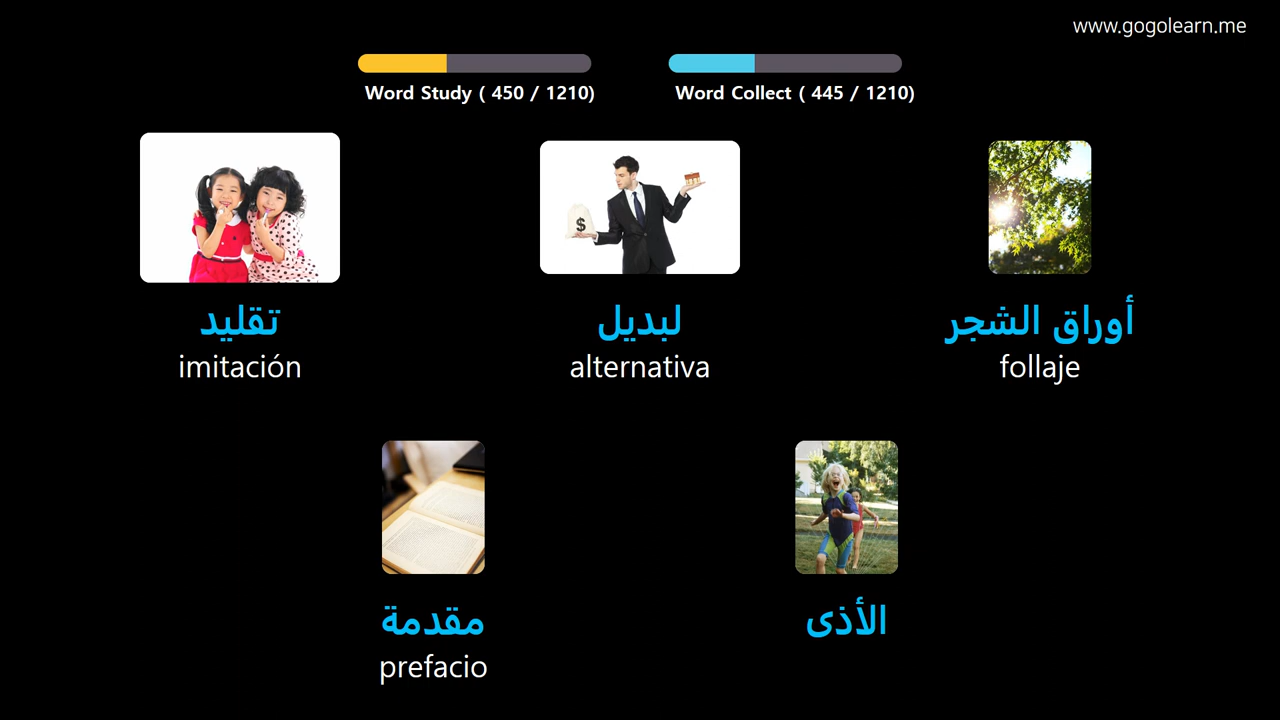 www.gogolearn.me
Word Study ( 450 / 1210)
Word Collect ( 445 / 1210)
تقليد
imitación
لبديل
alternativa
أوراق الشجر
follaje
$
مقدمة
prefacio
الأذى